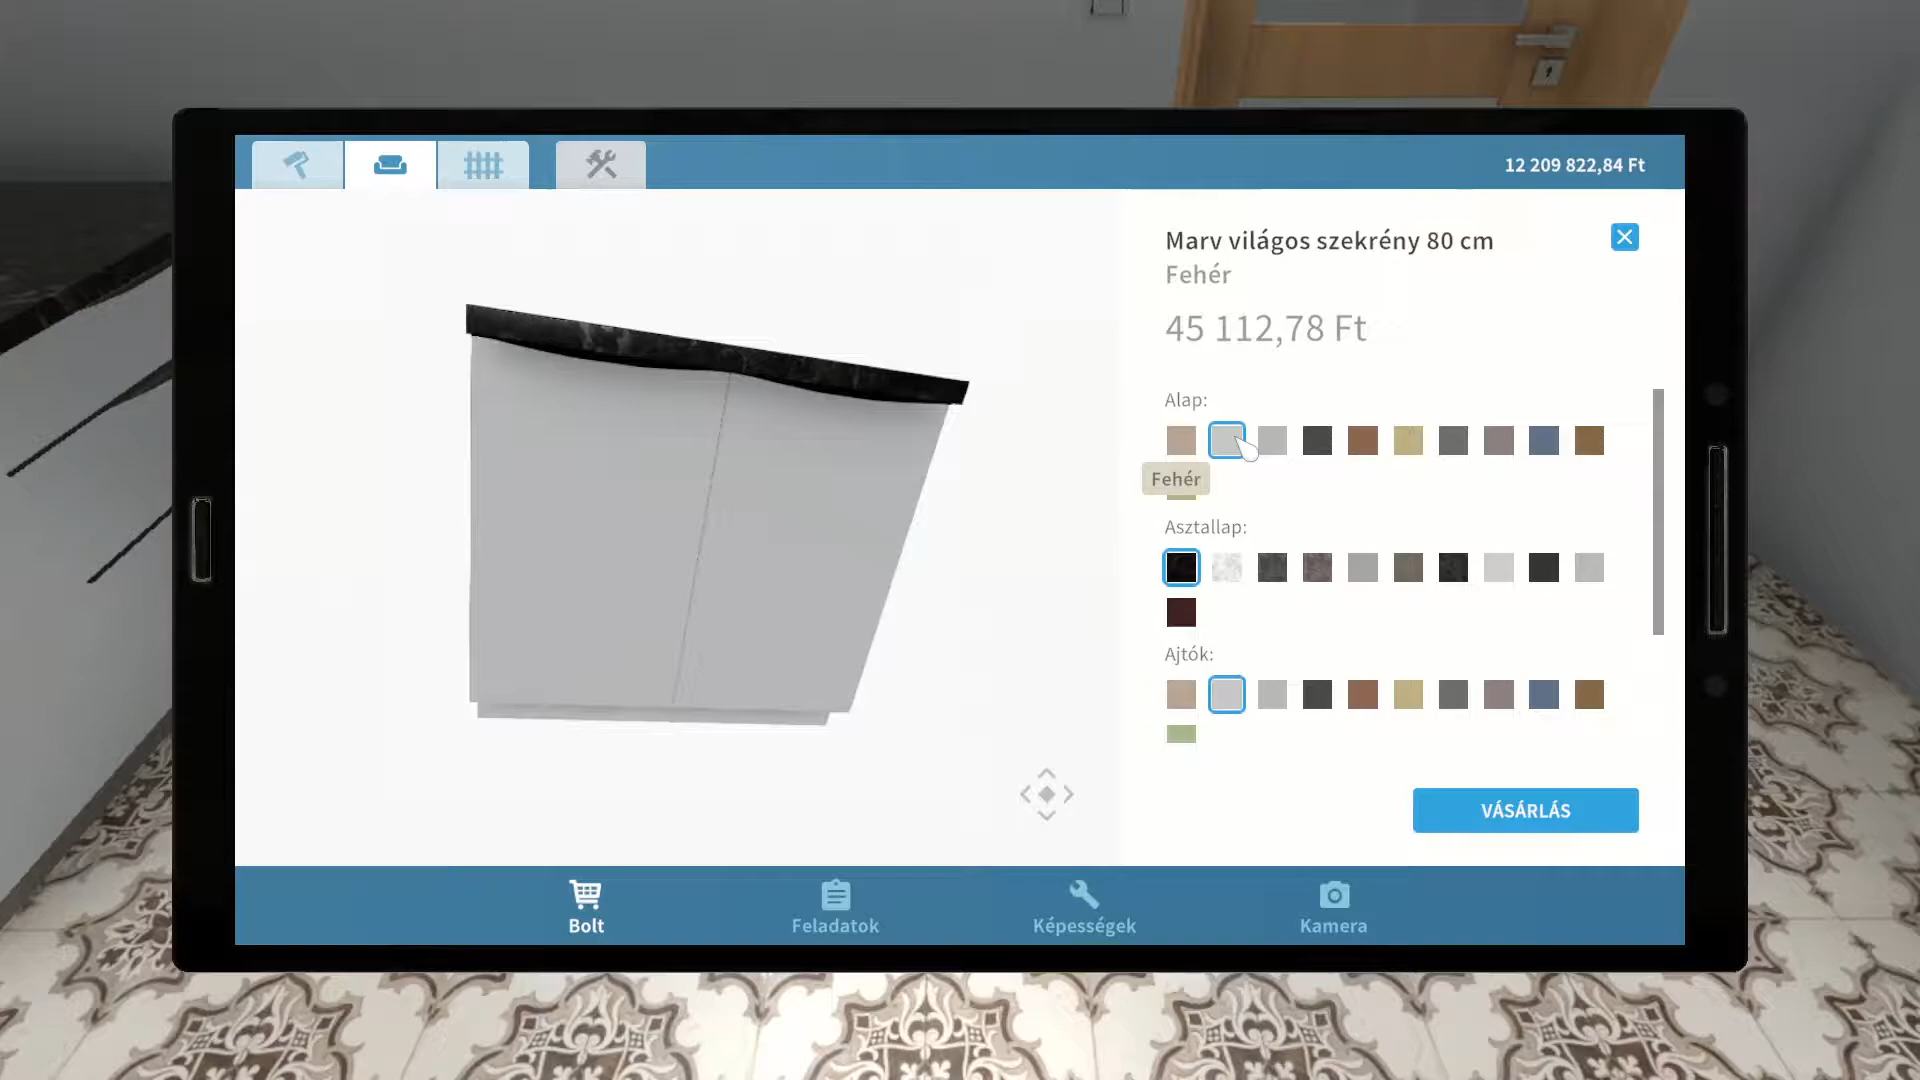 12 209 822,84 Ft
Marv világos szekrény 80 cm
Fehér
45 112,78 Ft
Alap:
Fehér
Asztallap:
Ajtók:
VÁSÁRLÁS
Bolt
Feladatok
Képességek
Kamera